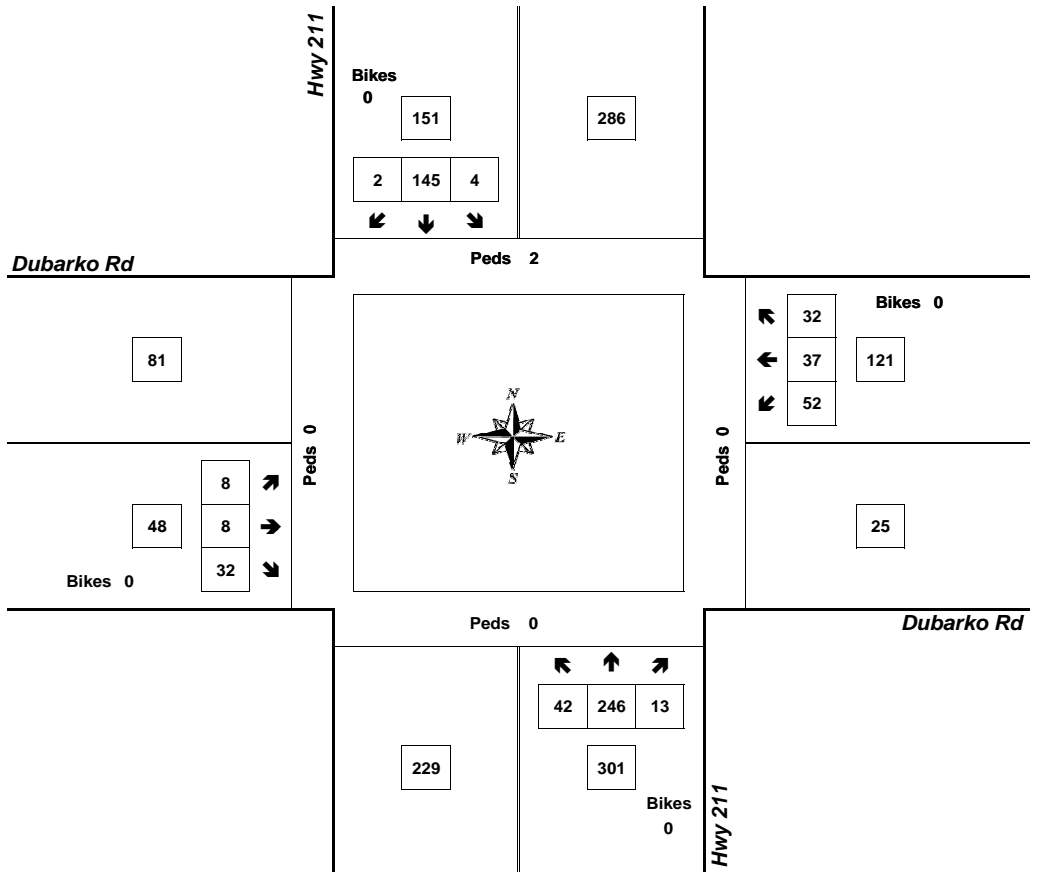 Hwy 211
Bikes
0
151
286
2 145 4
Peds 2
Dubarko Rd
Bikes 0
32
81
37
121
52
N
W E
S
Peds 0
Peds 0
8
48
8
25
32
Bikes 0
Peds 0
Dubarko Rd
42 246 13
229
301
Bikes
0
Hwy 211